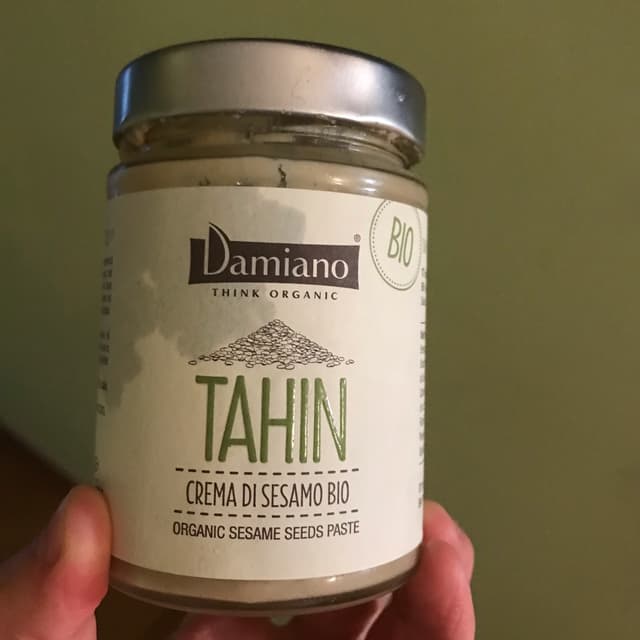 Damiano®
THINK ORGANIC
BIO
TAHIN
CREMA DI SESAMO BIO
ORGANIC SESAME SEEDS PASTE